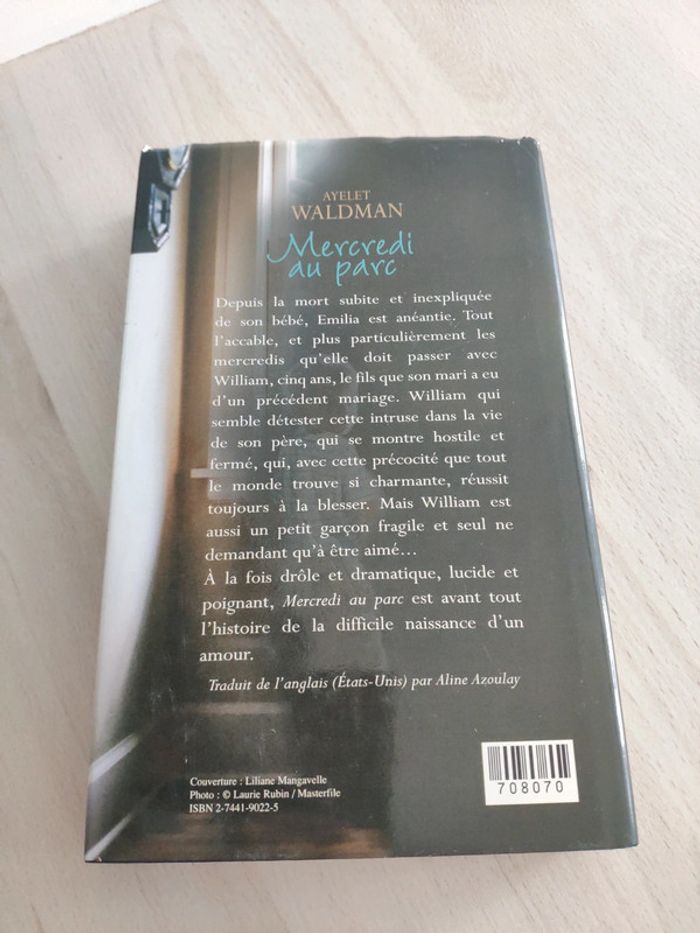 AYELET
WALDMAN
Mercredi
au parc
Depuis la mort subite et inexpliquée
de son bébé, Emilia est anéantie. Tout
l'accable, et plus particulièrement les
mercredis qu'elle doit passer avec
William, cinq ans, le fils que son mari a eu
d'un précédent mariage. William qui
semble détester cette intruse dans la vie
de son père, qui se montre hostile et
fermé, qui, avec cette précocité que tout
le monde trouve si charmante, réussit
toujours à la blesser. Mais William est
aussi un petit garçon fragile et seul ne
demandant qu'à être aimé…
À la fois drôle et dramatique, lucide et
poignant, Mercredi au parc est avant tout
l'histoire de la difficile naissance d'un
amour.
Traduit de l'anglais (États-Unis) par Aline Azoulay
Couverture : Liliane Mangavelle
Photo : © Laurie Rubin / Masterfile
ISBN 2-7441-9022-5
708070